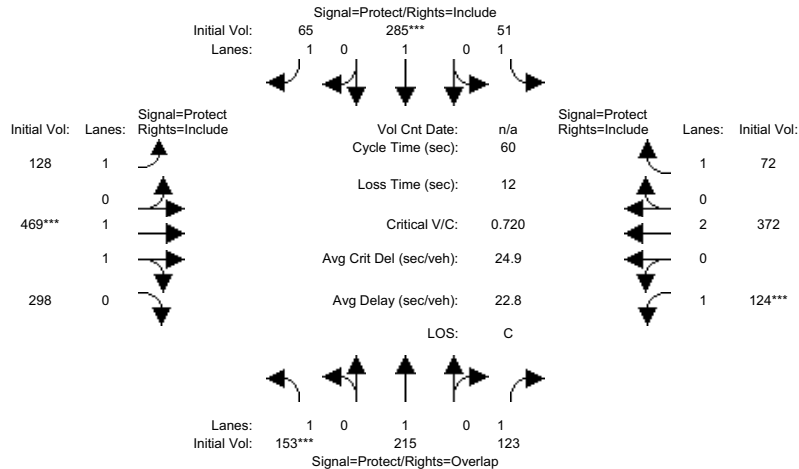 Signal=Protect/Rights=Include
Initial Vol: 65 285*** 51
Lanes: 1 0 1 0 1
Signal=Protect
Initial Vol: Lanes: Rights=Include
Vol Cnt Date: n/a
Signal=Protect
Rights=Include Lanes: Initial Vol:
Cycle Time (sec): 60
128 1
1 72
Loss Time (sec): 12
0
0
469*** 1
Critical V/C: 0.720
2 372
1
Avg Crit Del (sec/veh): 24.9
0
298 0
Avg Delay (sec/veh): 22.8
1 124***
LOS: C
Lanes: 1 0 1 0 1
Initial Vol: 153*** 215 123
Signal=Protect/Rights=Overlap